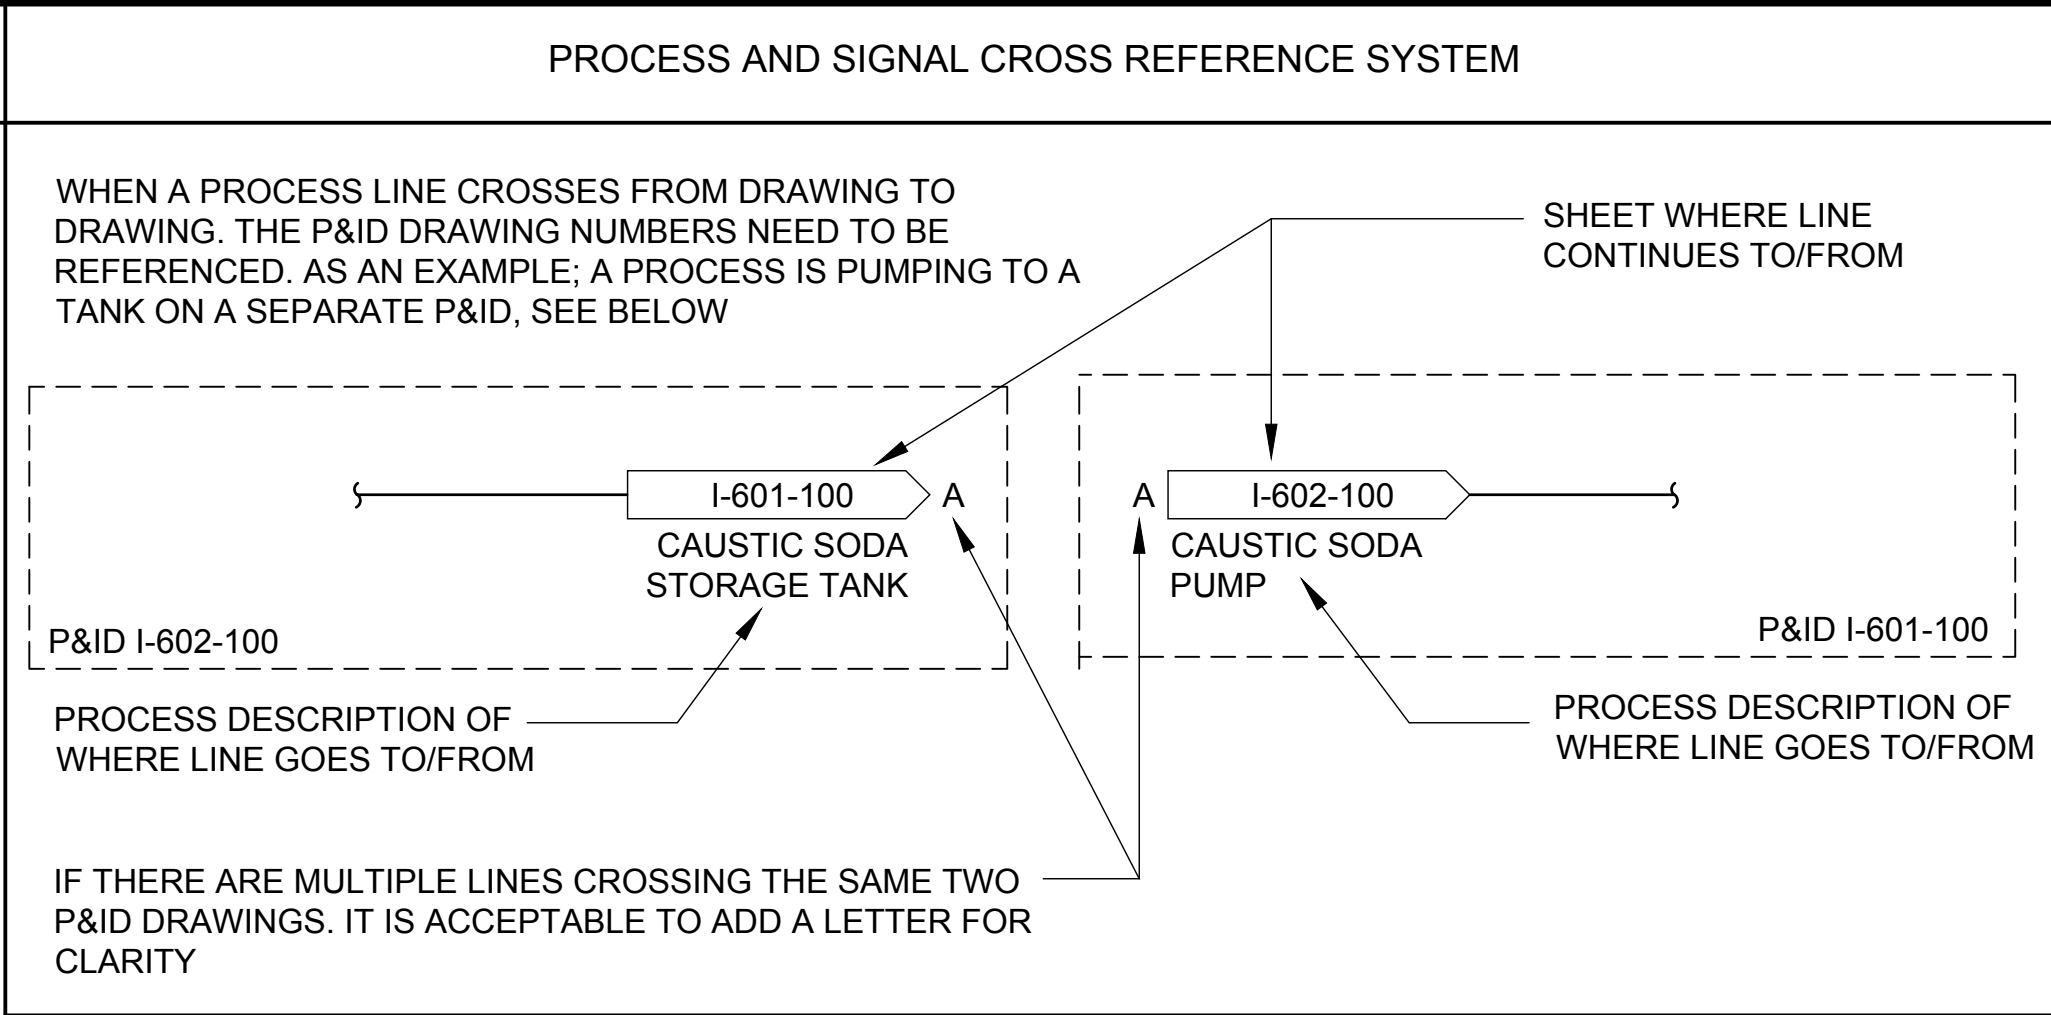 PROCESS AND SIGNAL CROSS REFERENCE SYSTEM
WHEN A PROCESS LINE CROSSES FROM DRAWING TO
DRAWING. THE P&ID DRAWING NUMBERS NEED TO BE
REFERENCED. AS AN EXAMPLE; A PROCESS IS PUMPING TO A
TANK ON A SEPARATE P&ID, SEE BELOW
SHEET WHERE LINE
CONTINUES TO/FROM
I-601-100
A
CAUSTIC SODA
STORAGE TANK
P&ID I-602-100
A
I-602-100
CAUSTIC SODA
PUMP
P&ID I-601-100
PROCESS DESCRIPTION OF
WHERE LINE GOES TO/FROM
PROCESS DESCRIPTION OF
WHERE LINE GOES TO/FROM
IF THERE ARE MULTIPLE LINES CROSSING THE SAME TWO
P&ID DRAWINGS. IT IS ACCEPTABLE TO ADD A LETTER FOR
CLARITY